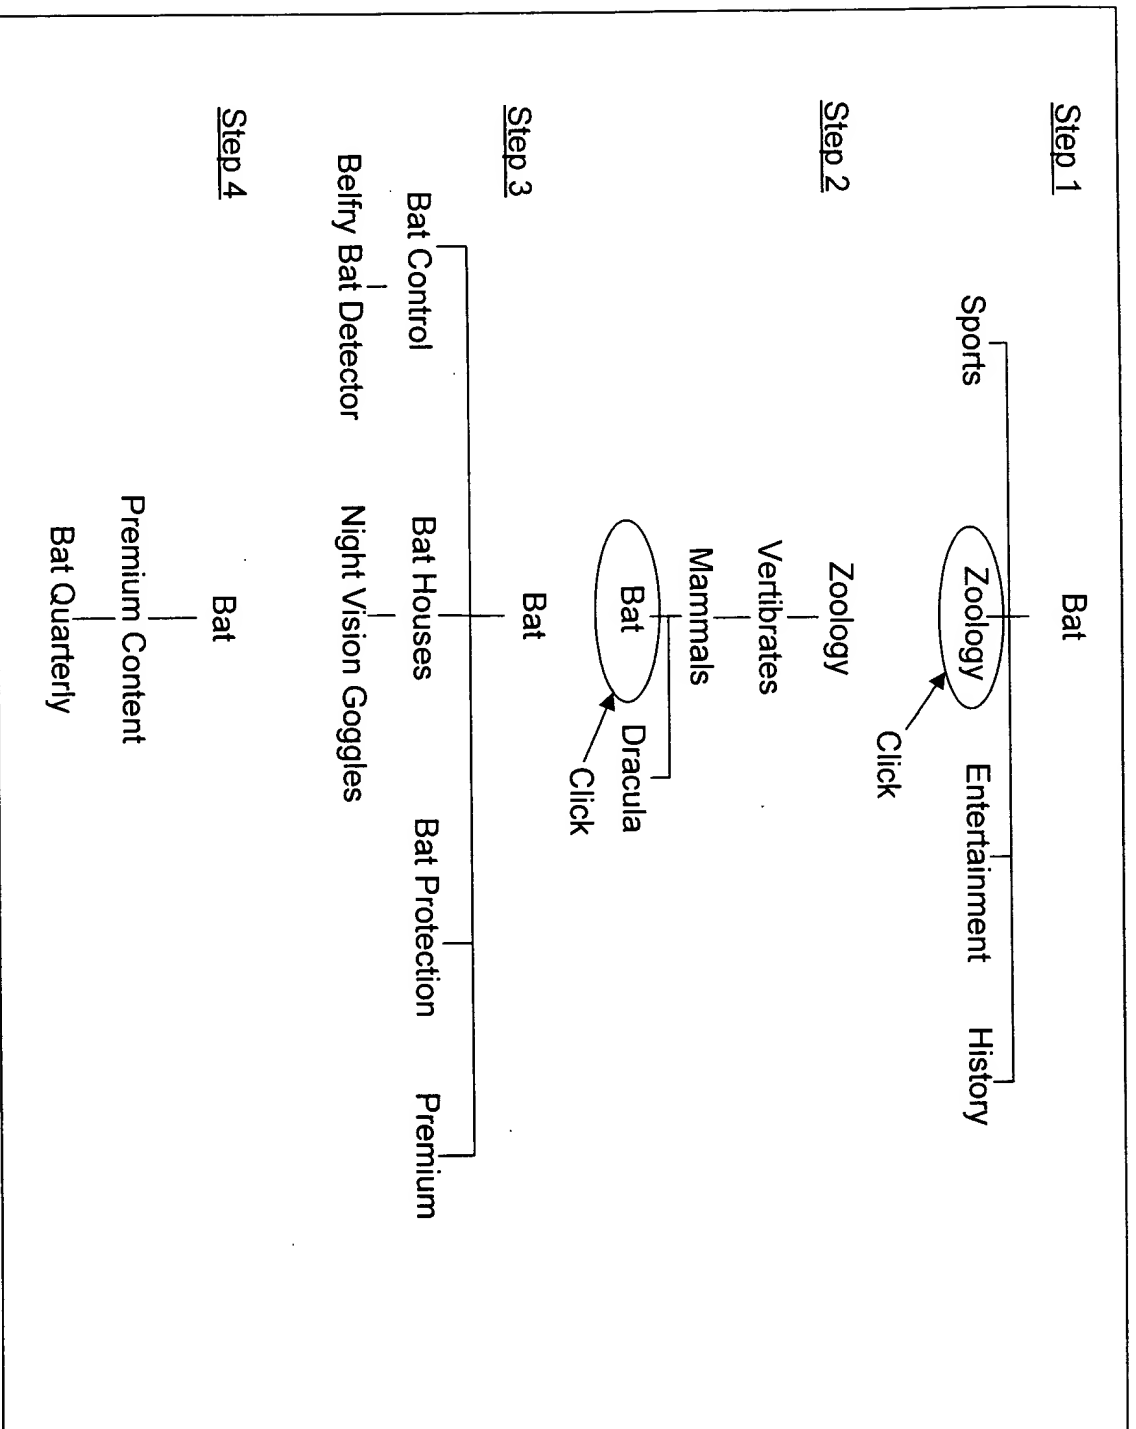 Step 1
Bat
Sports Zoology Entertainment History
Click
Step 2
Zoology
Vertibrates
Mammals
Bat Dracula
Click
Step 3
Bat
Bat Control Bat Houses Bat Protection Premium
Belfry Bat Detector Night Vision Goggles
Step 4
Bat
Premium Content
Bat Quarterly